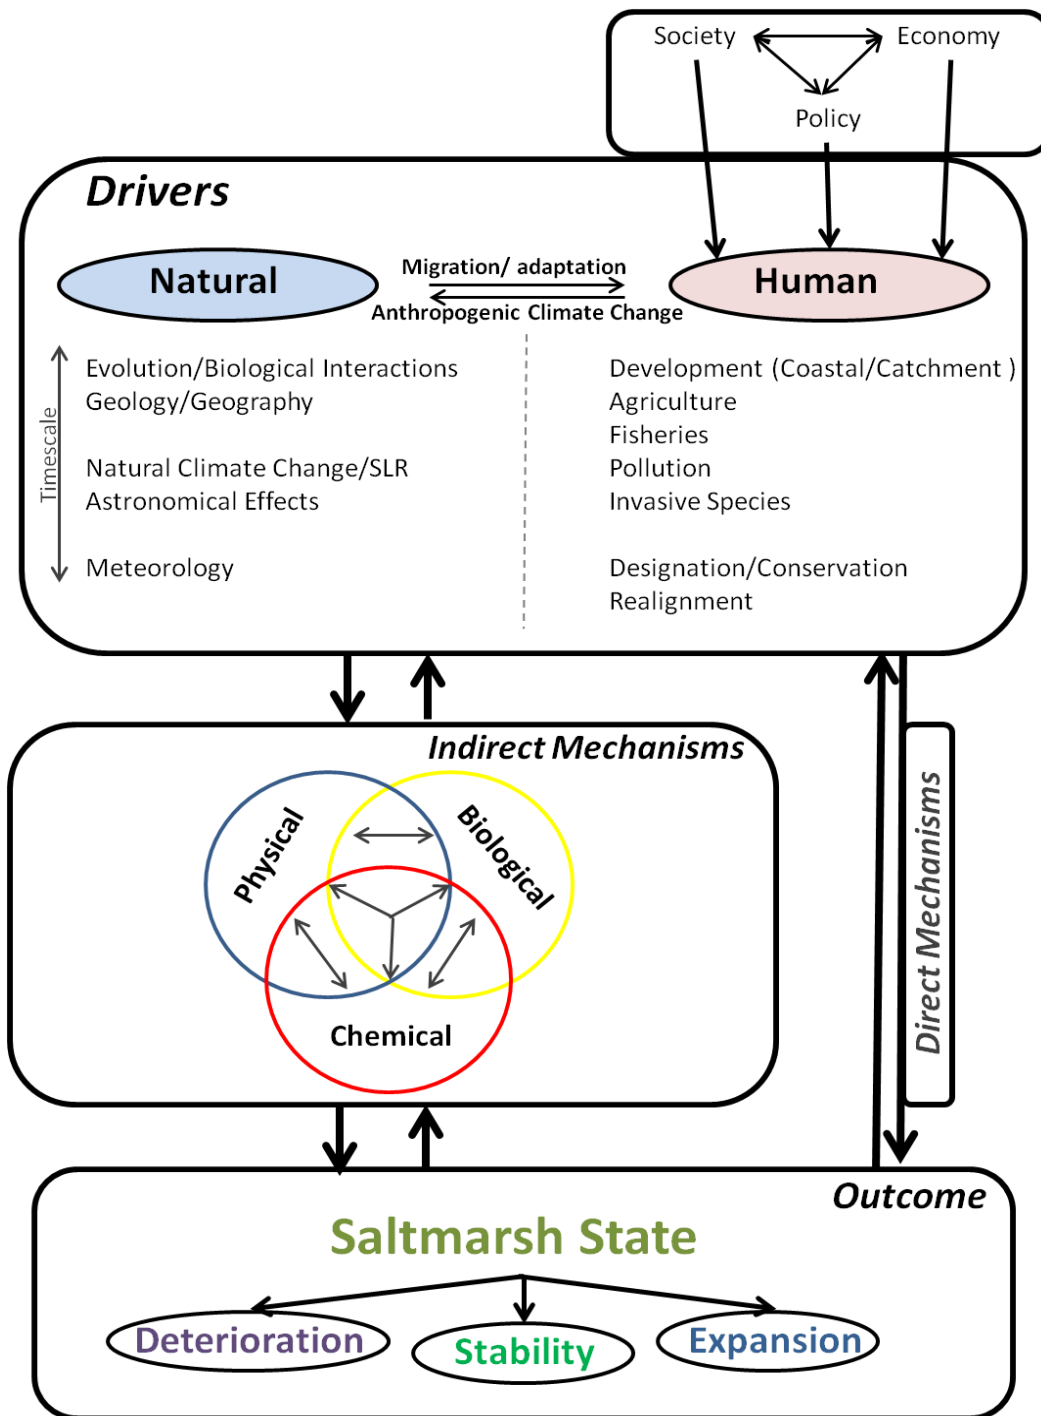 Society
Economy
Policy
Drivers
Natural
Migration/ adaptation
Anthropogenic Climate Change
Human
Timescale
Evolution/Biological Interactions
Geology/Geography
Natural Climate Change/SLR
Astronomical Effects
Meteorology
Development (Coastal/Catchment )
Agriculture
Fisheries
Pollution
Invasive Species
Designation/Conservation
Realignment
Indirect Mechanisms
Physical
Biological
Chemical
Direct Mechanisms
Outcome
Saltmarsh State
Deterioration
Stability
Expansion